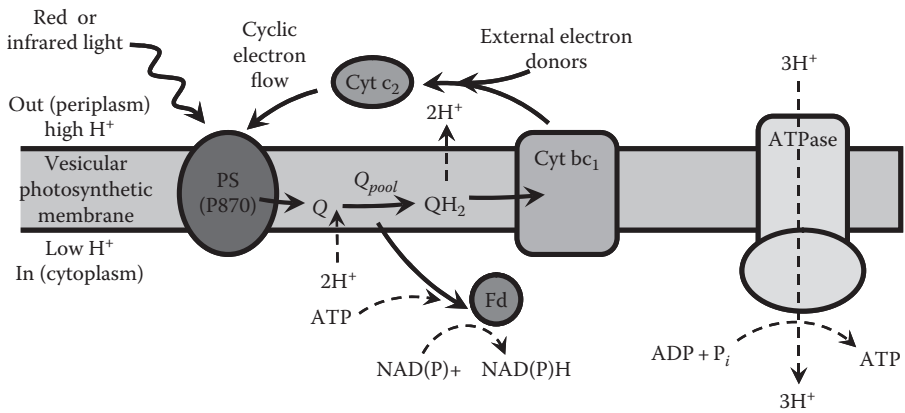 Red or
infrared light
Cyclic
electron
flow
External electron
donors
Cyt c2
3H+
Out (periplasm)
high H+
2H+
ATPase
Vesicular
photosynthetic
membrane
PS
(P870)
Qpool
Q
QH2
Cyt bc1
Low H+
In (cytoplasm)
2H+
Fd
ATP
NAD(P)+ NAD(P)H
ADP + Pi
ATP
3H+